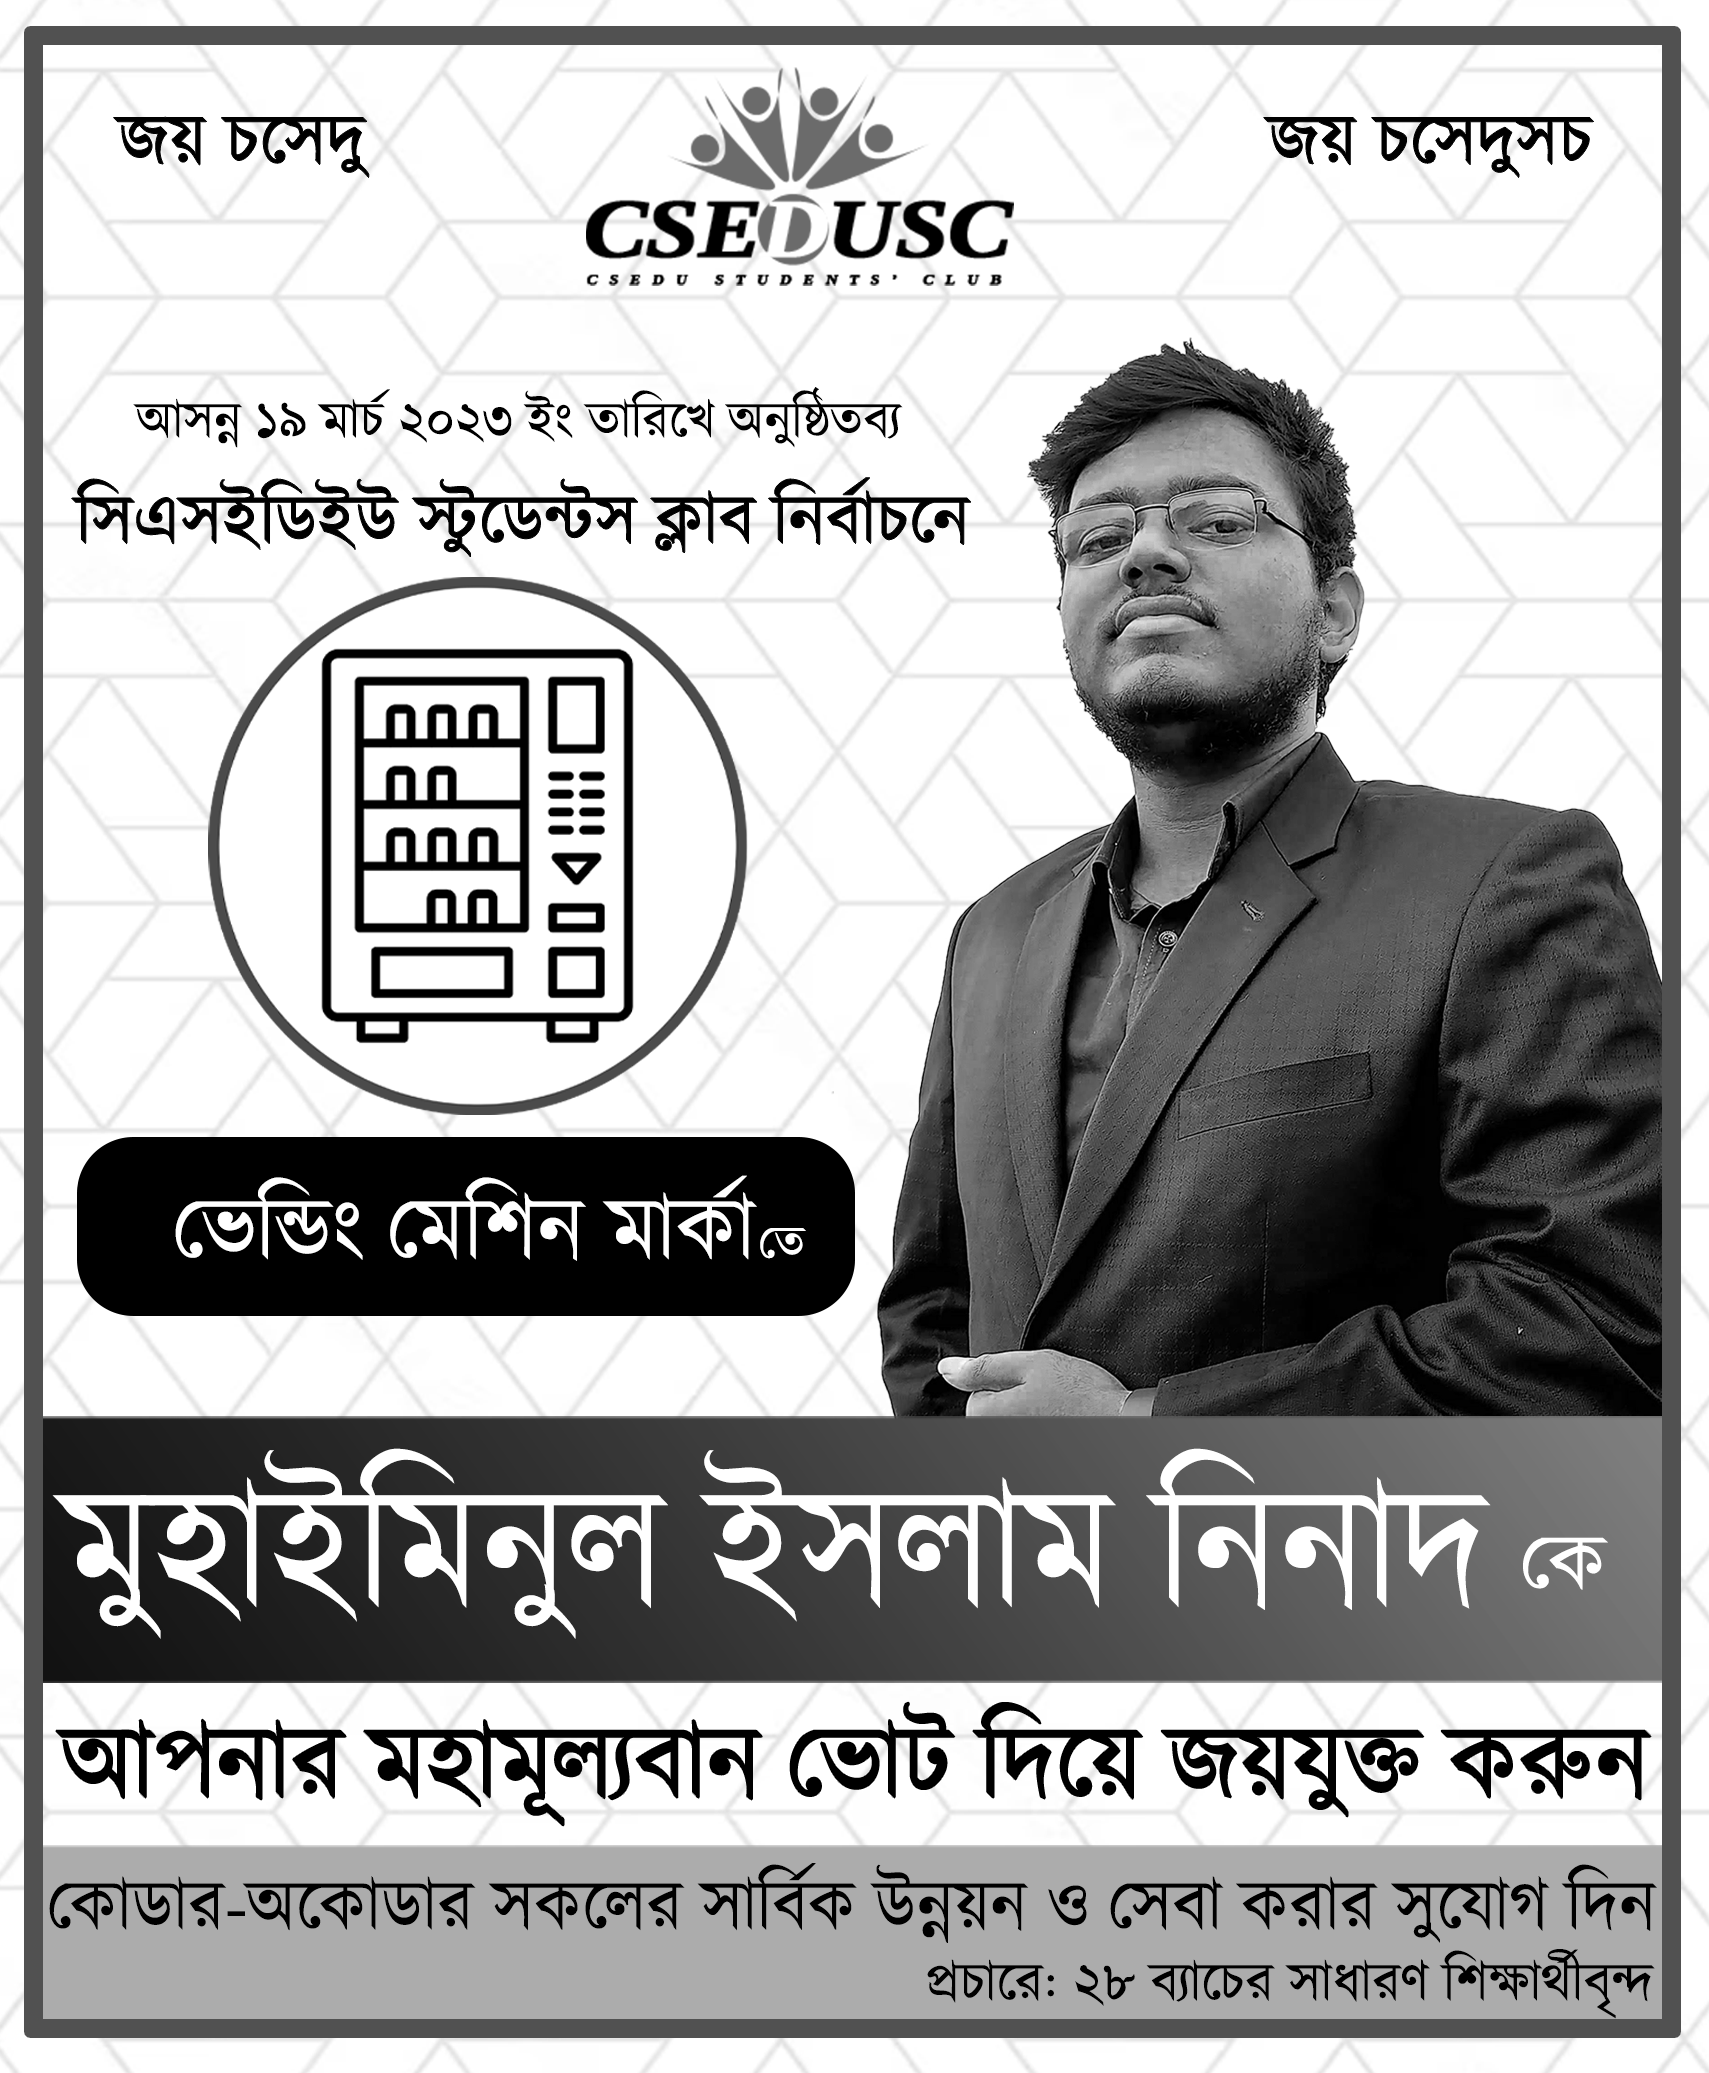 জয় চসেদু
জয় চসেদুসচ
CSEDUSC
CSEDU STUDENTS' CLUB
আসন্ন ১৯ মার্চ ২০২৩ ইং তারিখে অনুষ্ঠিতব্য
সিএসইডিইউ স্টুডেন্টস ক্লাব নির্বাচনে
ভেন্ডিং মেশিন মার্কাতে
মুহাইমিনুল ইসলাম নিনাদ কে
আপনার মহামূল্যবান ভোট দিয়ে জয়যুক্ত করুন
কোডার-অকোডার সকলের সার্বিক উন্নয়ন ও সেবা করার সুযোগ দিন
প্রচারে: ২৮ ব্যাচের সাধারণ শিক্ষার্থীবৃন্দ